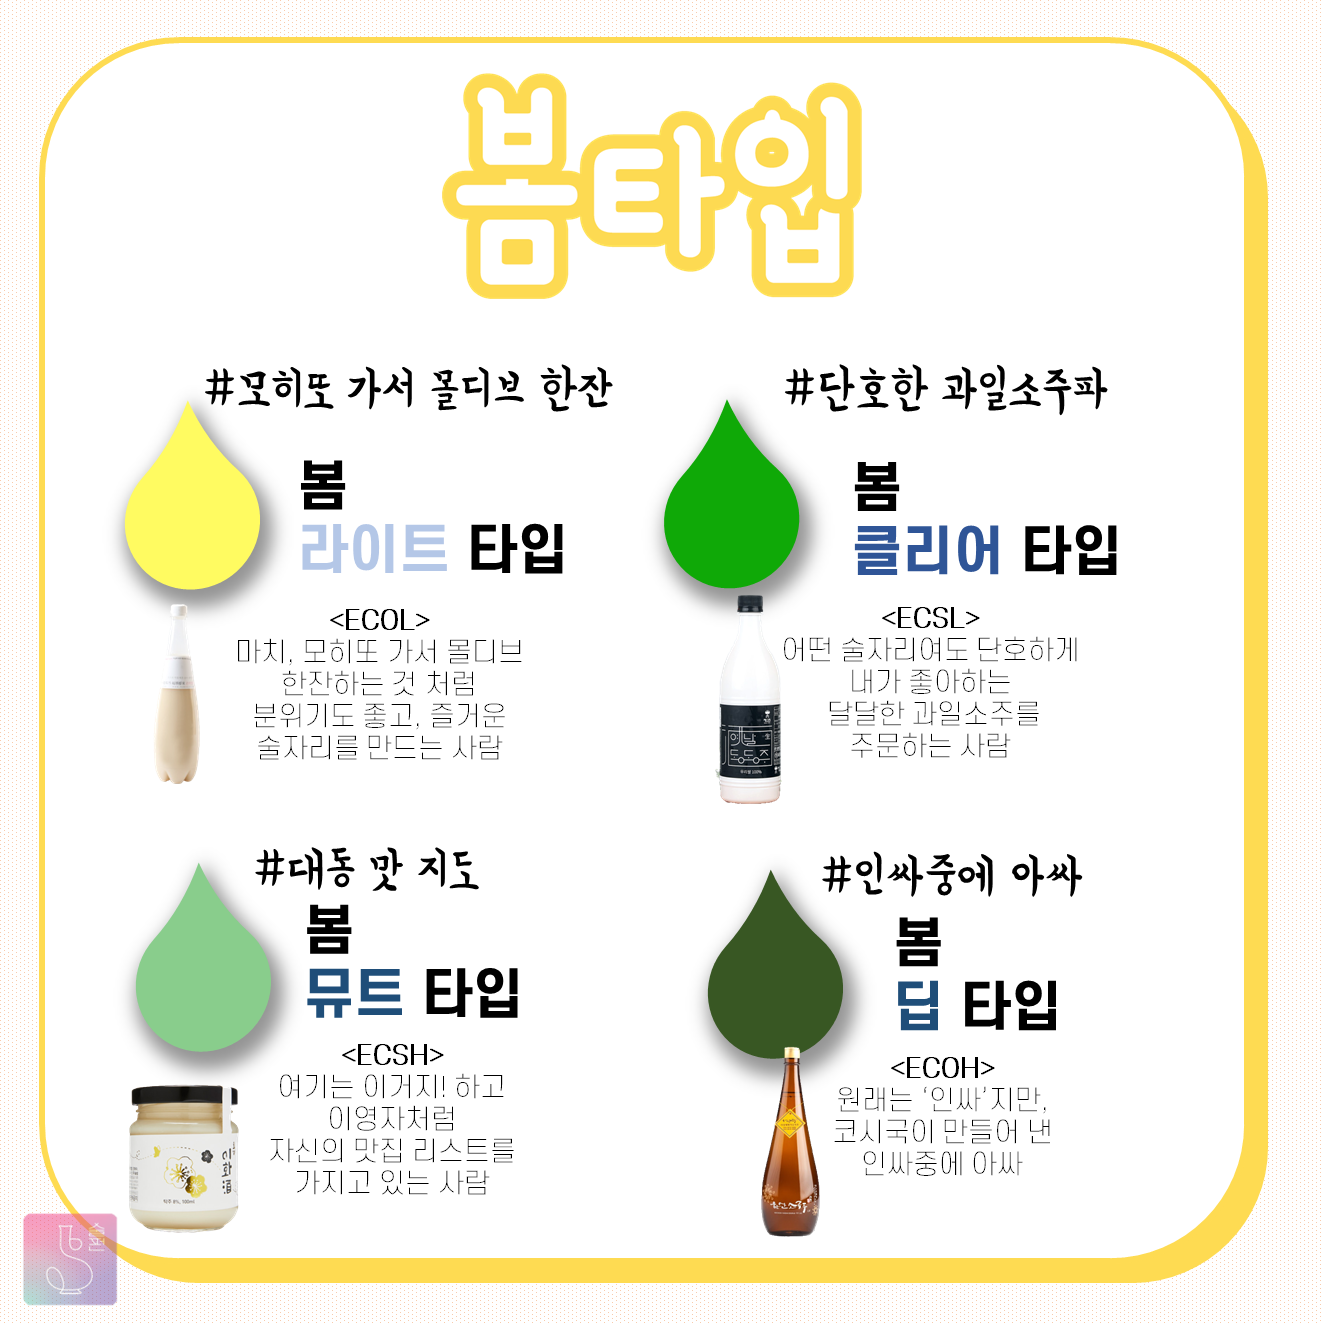 봄타입
#모히또 가서 몰디브 한잔
봄
라이트 타입
<ECOL>
마치, 모히또 가서 몰디브
한잔하는 것 처럼
분위기도 좋고, 즐거운
술자리를 만드는 사람
#단호한 과일소주파
봄
클리어 타입
<ECSL>
어떤 술자리여도 단호하게
내가 좋아하는
달달한 과일소주를
주문하는 사람
옛날
동동주
#대동 맛 지도
봄
뮤트 타입
<ECSH>
여기는 이거지! 하고
이영자처럼
자신의 맛집 리스트를
가지고 있는 사람
이화酒
#인싸중에 아싸
봄
딥 타입
<ECOH>
원래는 ‘인싸’지만,
코시국이 만들어 낸
인싸중에 아싸